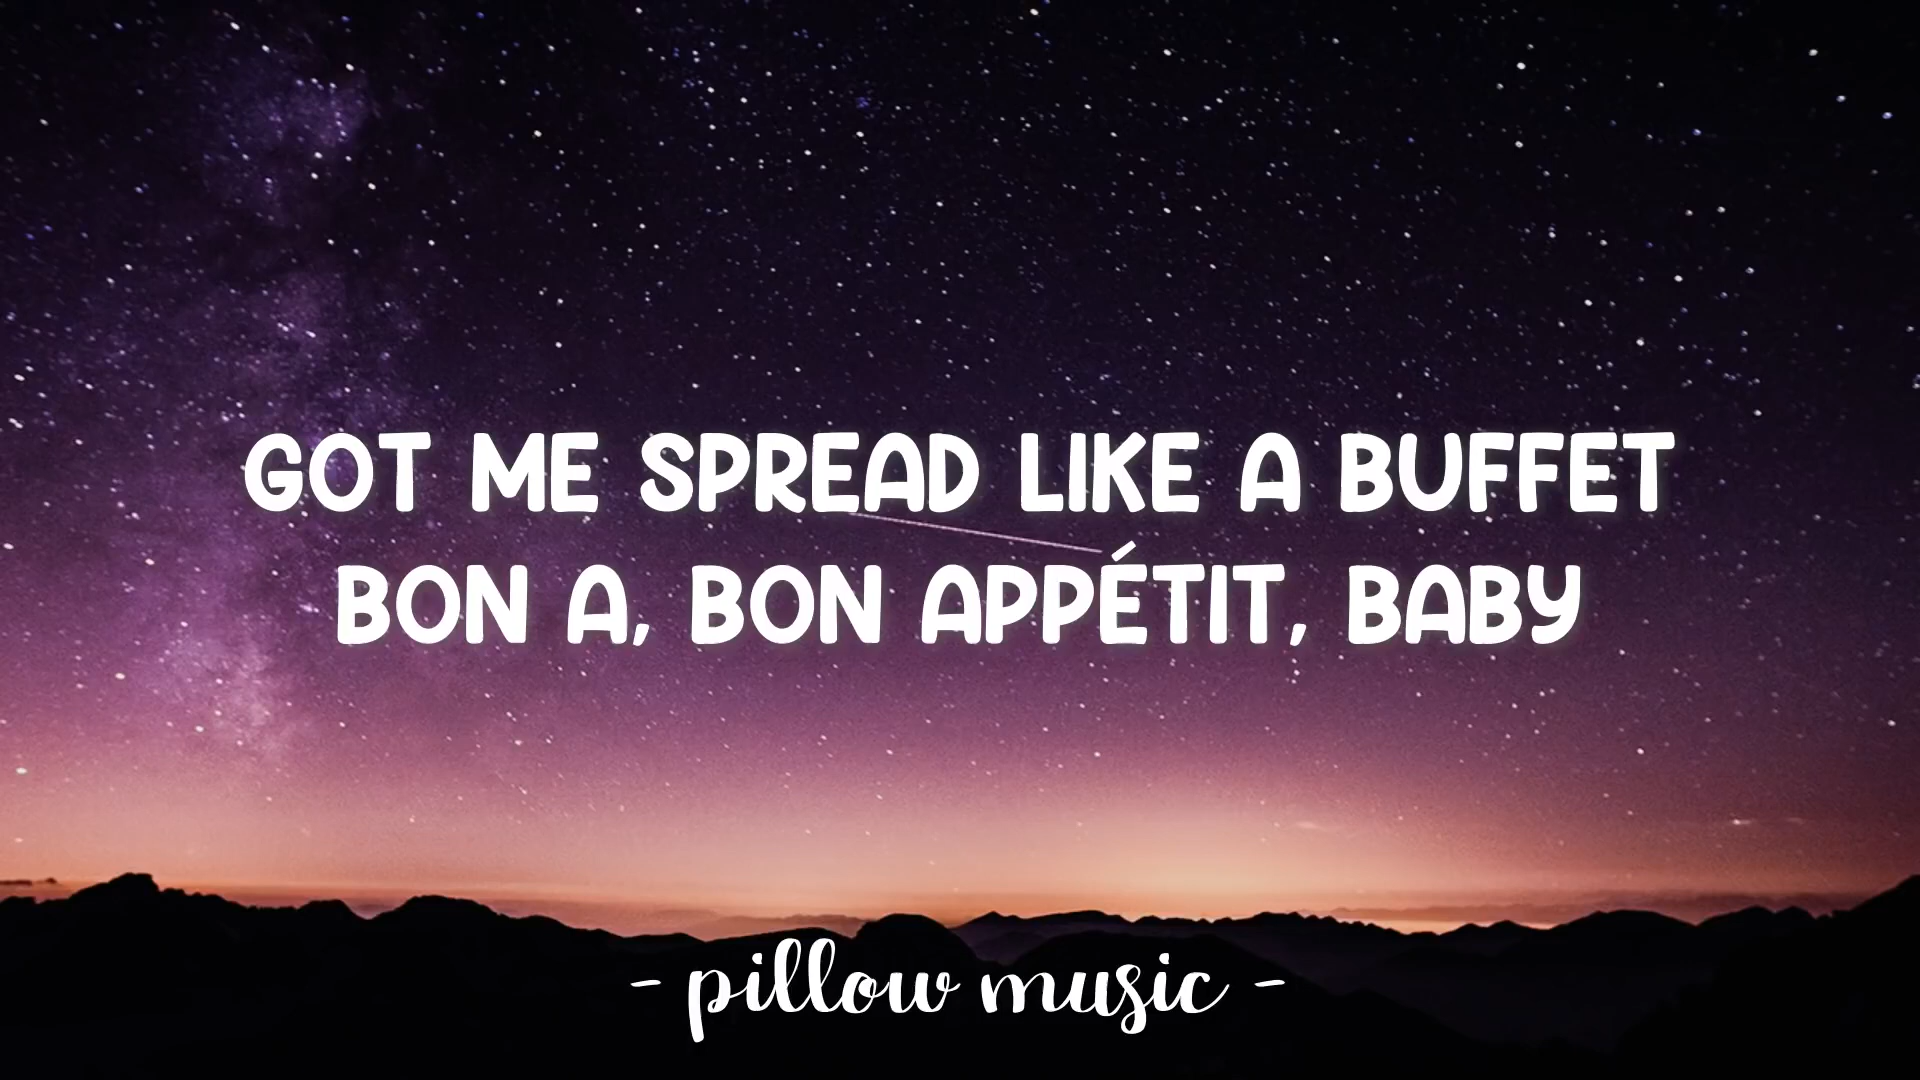 GOT ME SPREAD LIKE A BUFFET
BON A, BON APPÉTIT, BABY
- pillow music -